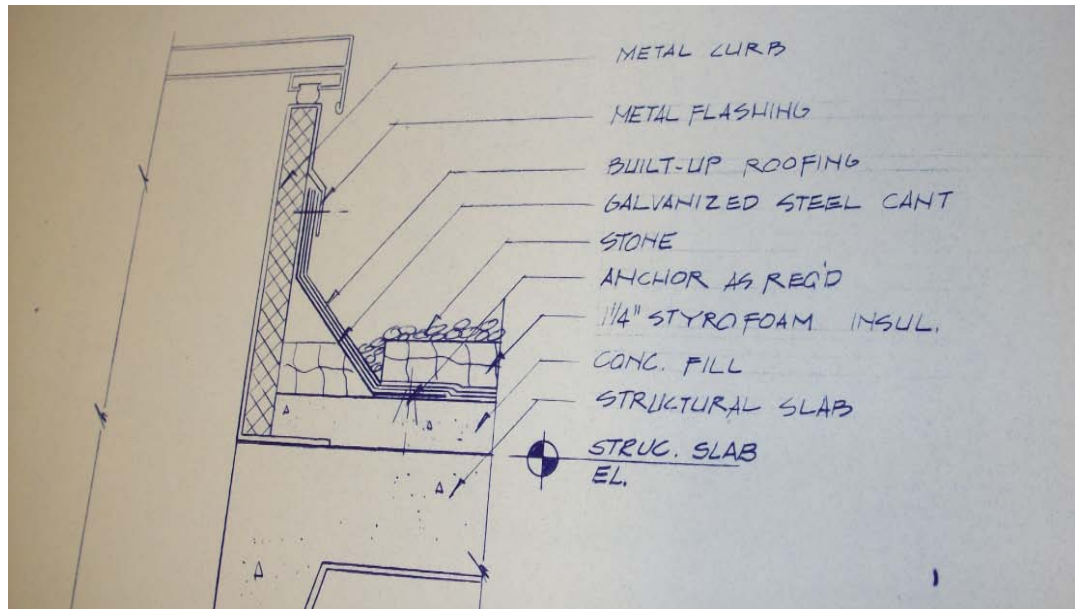 METAL CURB
METAL FLASHING
BUILT-UP ROOFING
GALVANIZED STEEL CANT
STONE
ANCHOR AS REQ'D
1 1/4" STYROFOAM INSUL.
CONC. FILL
STRUCTURAL SLAB
STRUC. SLAB
EL.